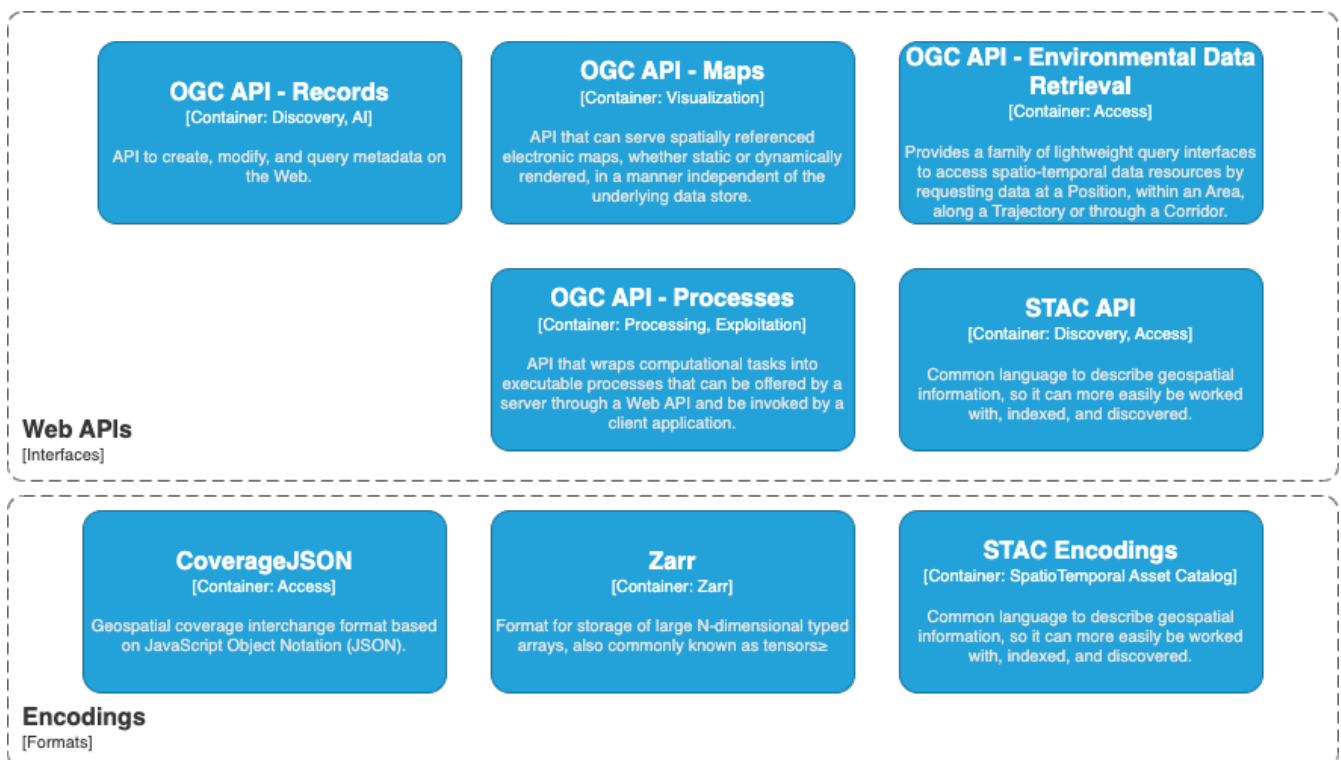 OGC API - Records
[Container: Discovery, AI]
API to create, modify, and query metadata on
the Web.
OGC API - Maps
[Container: Visualization]
API that can serve spatially referenced
electronic maps, whether static or dynamically
rendered, in a manner independent of the
underlying data store.
OGC API - Environmental Data
Retrieval
[Container: Access]
Provides a family of lightweight query interfaces
to access spatio-temporal data resources by
requesting data at a Position, within an Area,
along a Trajectory or through a Corridor.
OGC API - Processes
[Container: Processing, Exploitation]
API that wraps computational tasks into
executable processes that can be offered by a
server through a Web API and be invoked by a
client application.
STAC API
[Container: Discovery, Access]
Common language to describe geospatial
information, so it can more easily be worked
with, indexed, and discovered.
Web APIs
[Interfaces]
CoverageJSON
[Container: Access]
Geospatial coverage interchange format based
on JavaScript Object Notation (JSON).
Zarr
[Container: Zarr]
Format for storage of large N-dimensional typed
arrays, also commonly known as tensors≥
STAC Encodings
[Container: SpatioTemporal Asset Catalog]
Common language to describe geospatial
information, so it can more easily be worked
with, indexed, and discovered.
Encodings
[Formats]